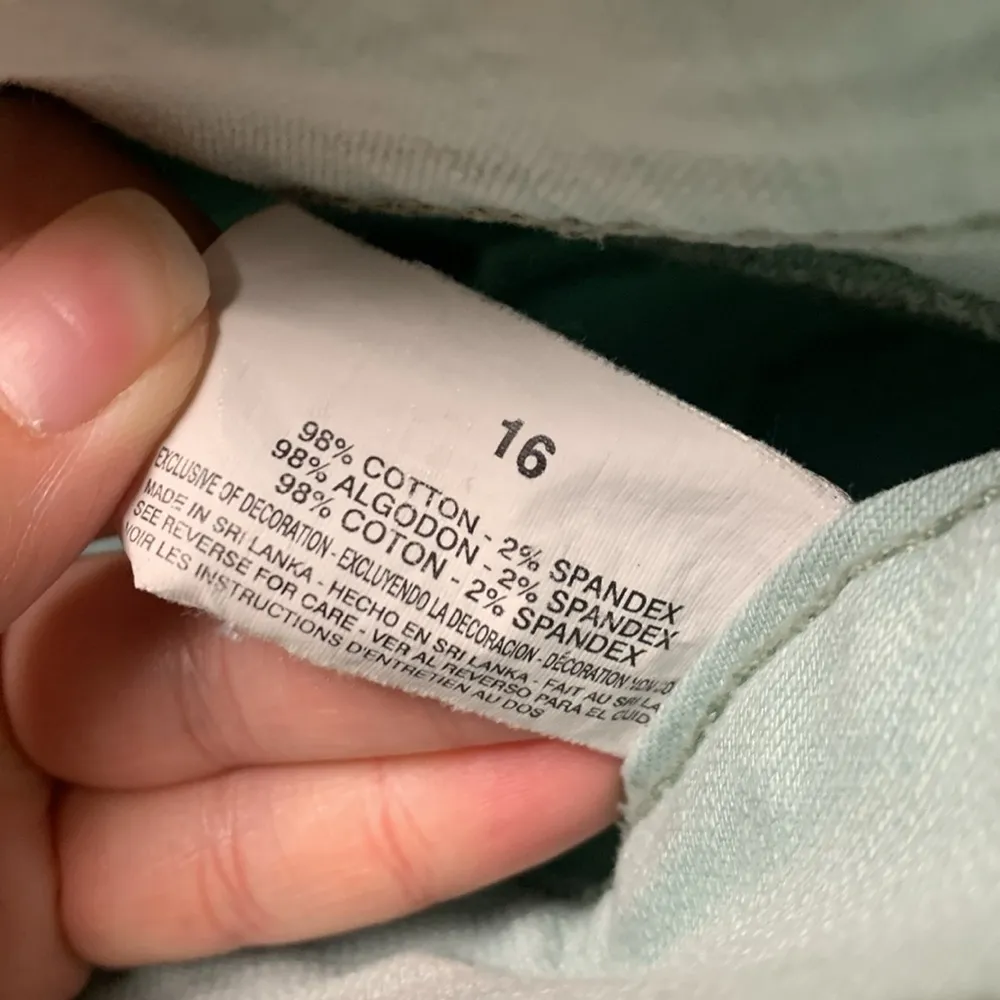 16
98% COTTON - 2% SPANDEX
98% ALGODON - 2% SPANDEX
98% COTON - 2% SPANDEX
EXCLUSIVE OF DECORATION - EXCLUYENDO LA DECORACION - DÉCORATION
MADE IN SRI LANKA - HECHO EN SRI LANKA - FAIT AU SRI LA
SEE REVERSE FOR CARE - VER AL REVERSO PARA EL CUID
VOIR LES INSTRUCTIONS D'ENTRETIEN AU DOS